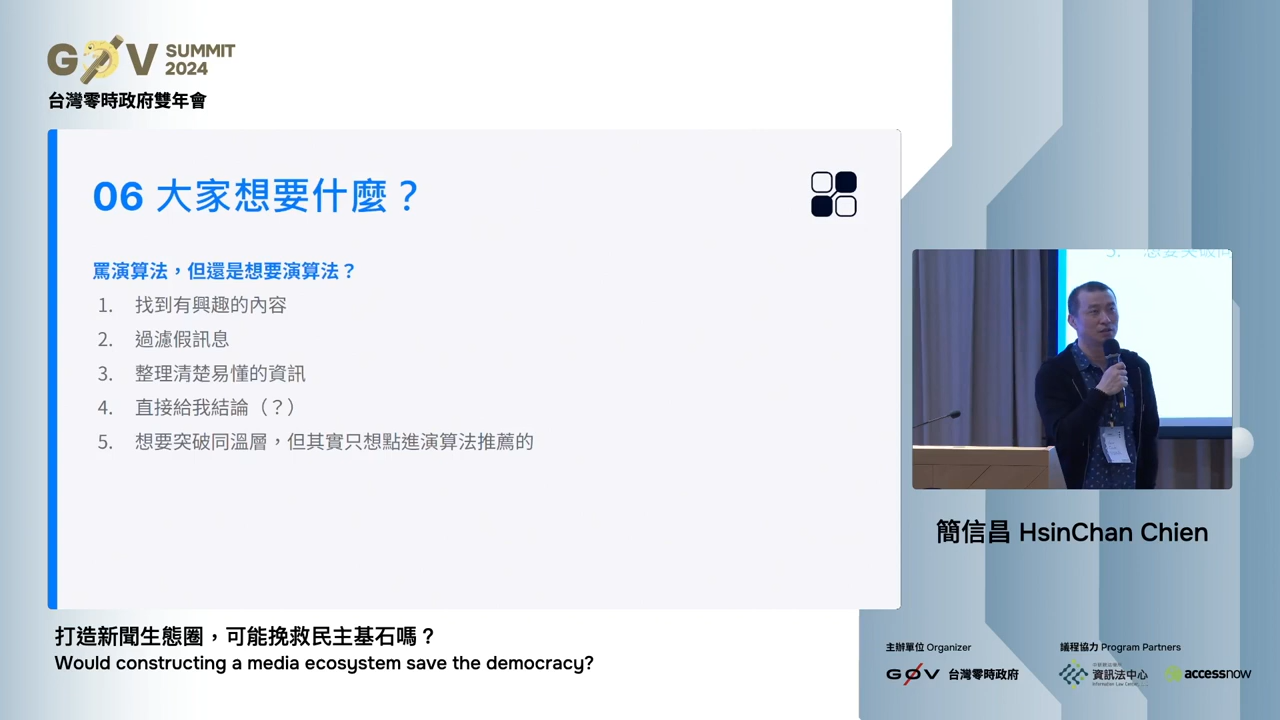 G0V SUMMIT 2024
台灣零時政府雙年會
06 大家想要什麼？
罵演算法，但還是想要演算法？
1. 找到有興趣的內容
2. 過濾假訊息
3. 整理清楚易懂的資訊
4. 直接給我結論（？）
5. 想要突破同溫層，但其實只想點進演算法推薦的
簡信昌 HsinChan Chien
打造新聞生態圈，可能挽救民主基石嗎？
Would constructing a media ecosystem save the democracy?
主辦單位 Organizer
G0V 台灣零時政府
議程協力 Program Partners
資訊法中心
Information Law Center
accessnow